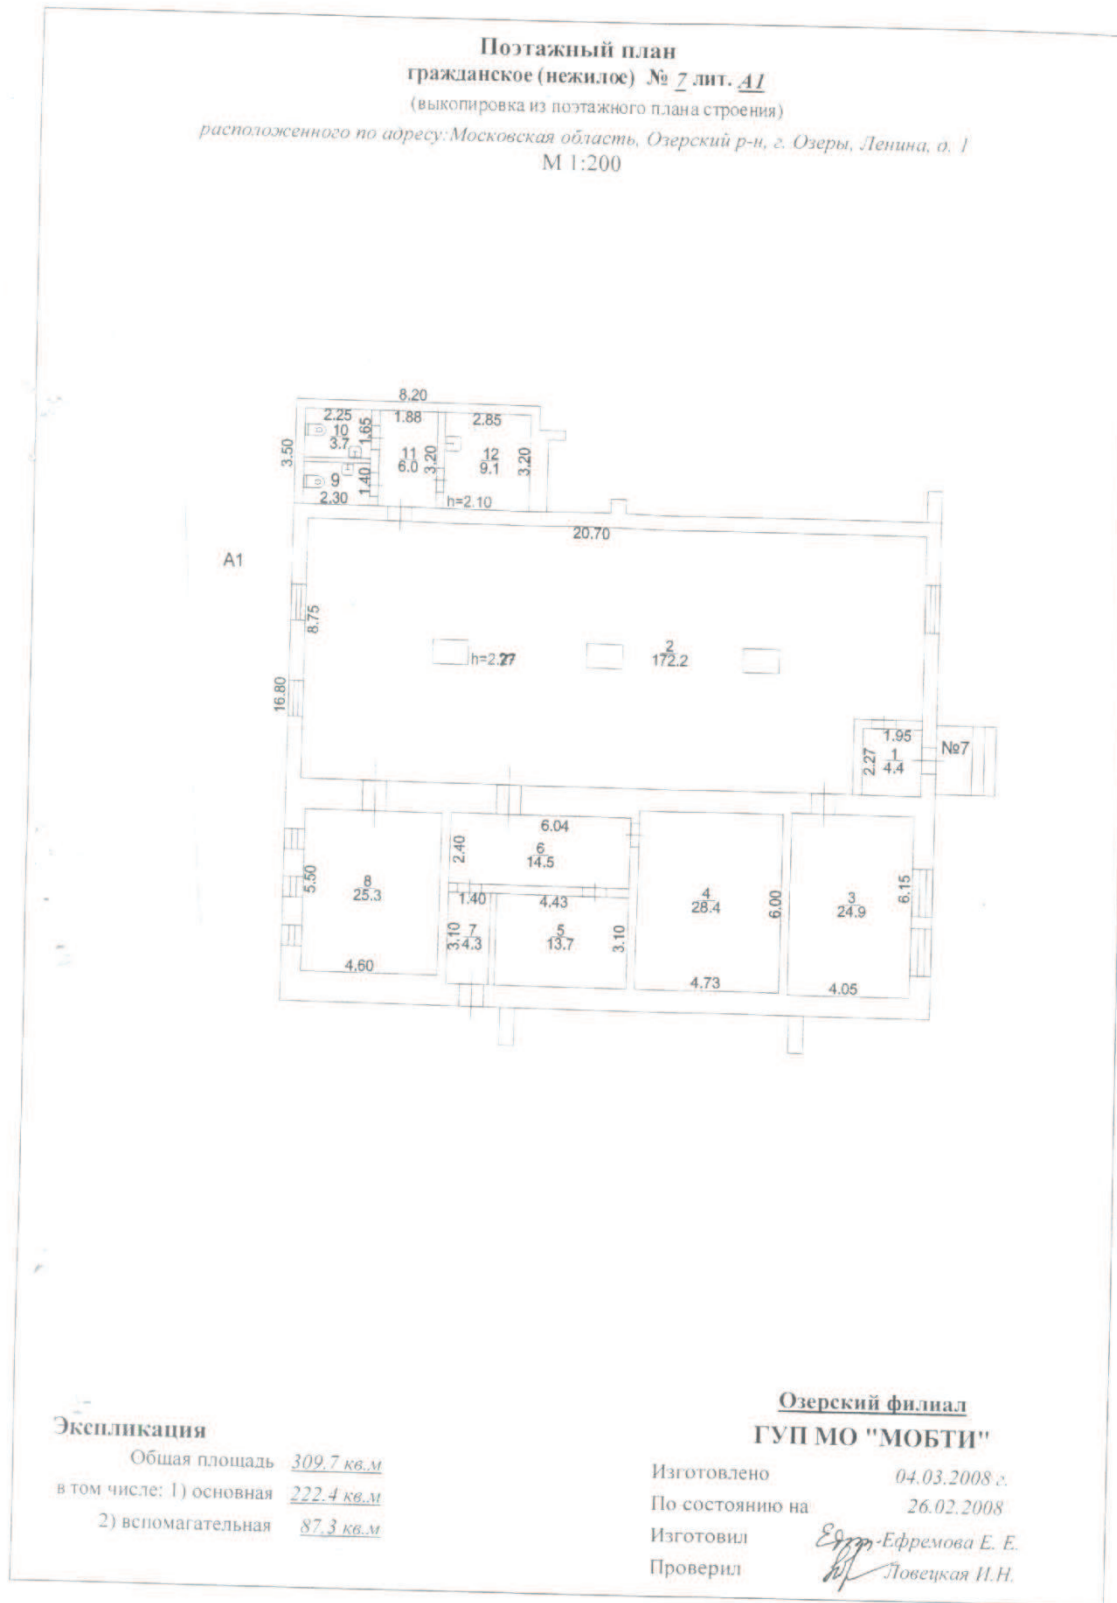 Поэтажный план
гражданское (нежилое) № 7 лит. А1
(выкопировка из поэтажного плана строения)
расположенного по адресу: Московская область, Озерский р-н, г. Озеры, Ленина, д. 1
М 1:200
8.20
2.25
1.88
2.85
10
3.7
1.65
3.50
11
6.0
3.20
12
9.1
3.20
9
1.40
2.30
h=2.10
20.70
А1
8.75
h=2.77
2
172.2
16.80
1.95
2.27
1
4.4
№7
6.04
2.40
6
14.5
5.50
8
25.3
1.40
4.43
4
28.4
6.00
3
24.9
6.15
3.10
7
4.3
5
13.7
3.10
4.60
4.73
4.05
Озерский филиал
ГУП МО "МОБТИ"
Экспликация
Общая площадь 309.7 кв.м
в том числе: 1) основная 222.4 кв.м
2) вспомагательная 87.3 кв.м
Изготовлено 04.03.2008 г.
По состоянию на 26.02.2008
Изготовил Ефремова Е. Е.
Проверил Ловецкая И.Н.